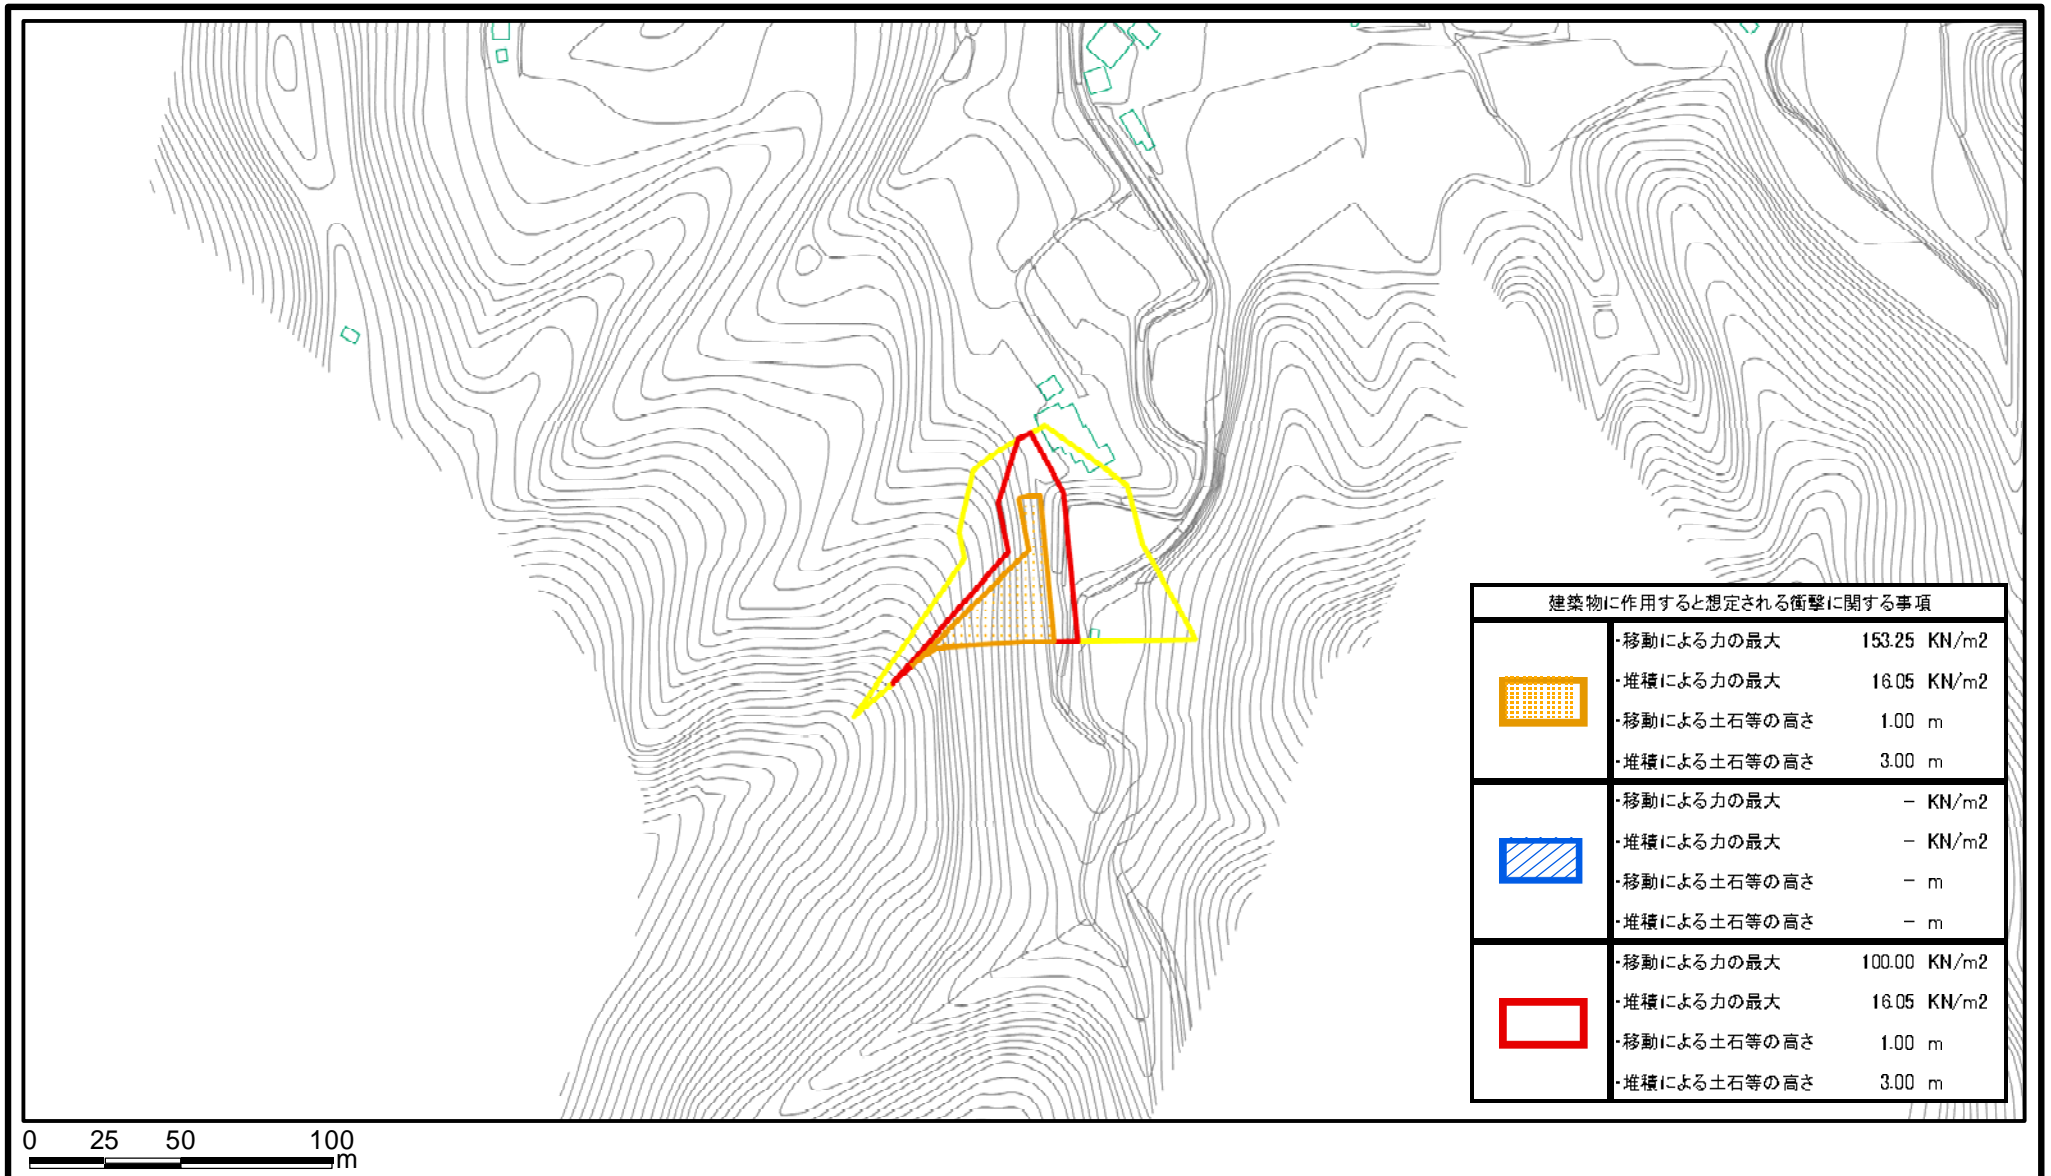 建築物に作用すると想定される衝撃に関する事項
・移動による力の最大 153.25 KN/m2
・堆積による力の最大 16.05 KN/m2
・移動による土石等の高さ 1.00 m
・堆積による土石等の高さ 3.00 m
・移動による力の最大 － KN/m2
・堆積による力の最大 － KN/m2
・移動による土石等の高さ － m
・堆積による土石等の高さ － m
・移動による力の最大 100.00 KN/m2
・堆積による力の最大 16.05 KN/m2
・移動による土石等の高さ 1.00 m
・堆積による土石等の高さ 3.00 m
0 25 50 100
m